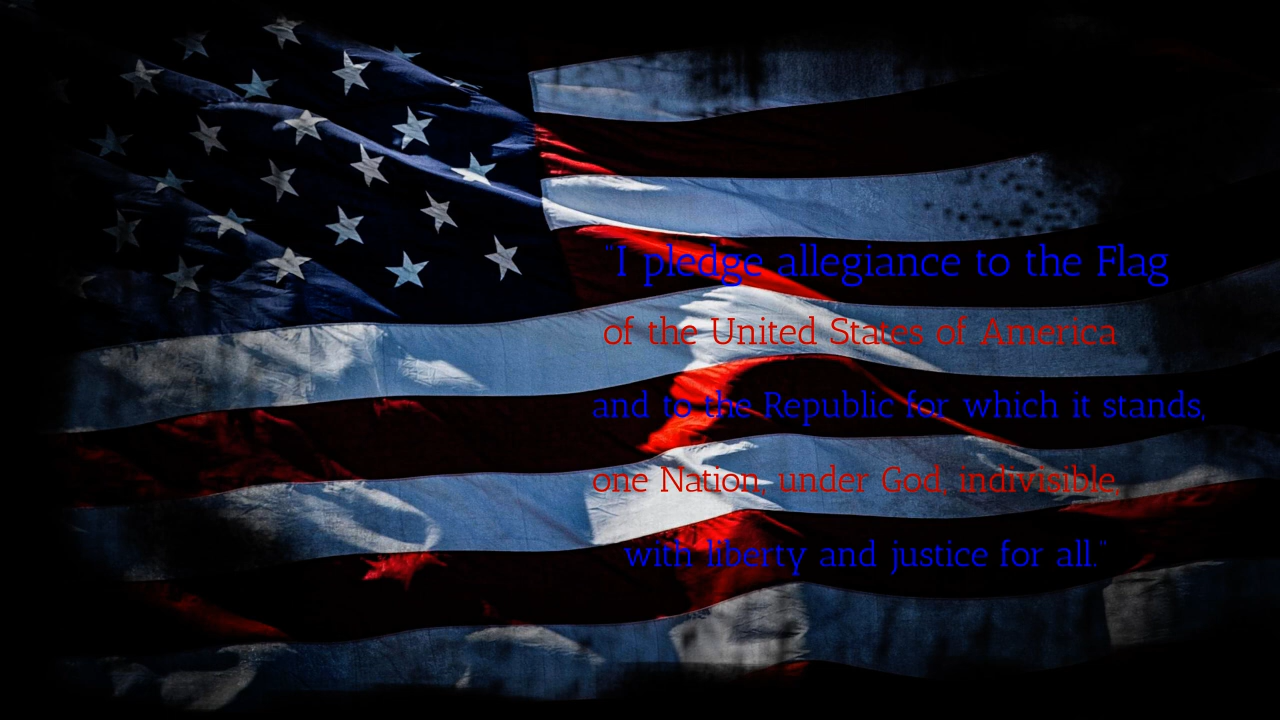 "I pledge allegiance to the Flag
of the United States of America
and to the Republic for which it stands,
one Nation, under God, indivisible,
with liberty and justice for all."